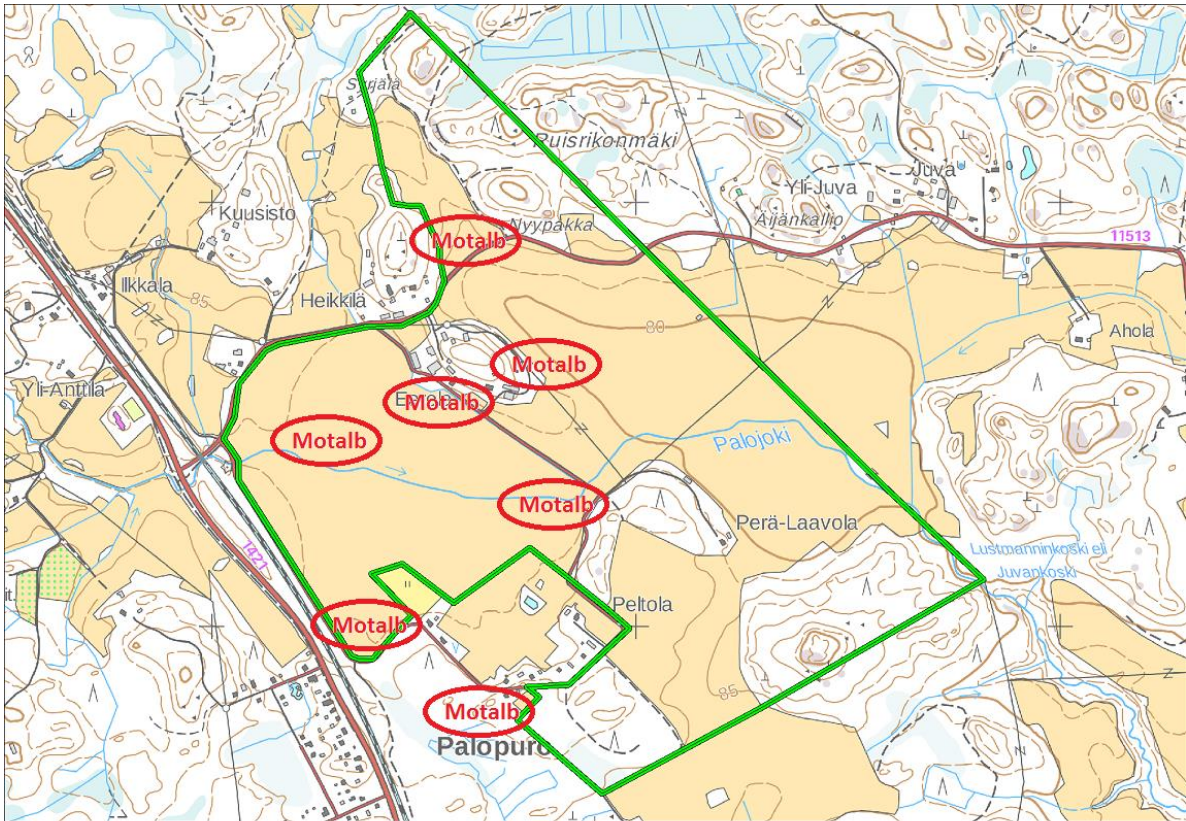 Syrjälä
Ruisrikonmäki
Yli-Juva
Juva
Kuusisto
Nyypakka
Äijänkallio
Motalb
11513
Ilkkala
85
Heikkilä
80
Ahola
Motalb
Yli-Anttila
Motalb
Motalb
Palojoki
Motalb
Perä-Laavola
1421
Lustmanninkoski eli
Juvankoski
Peltola
Motalb
85
Motalb
Palopuro